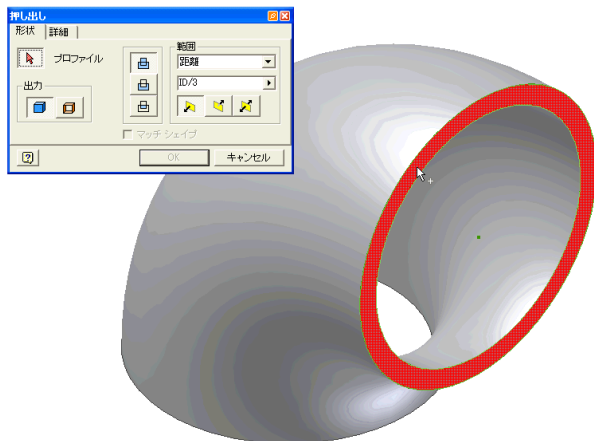 押し出し
形状
詳細
プロファイル
出力
範囲
距離
ID/3
マッチ シェイプ
OK
キャンセル